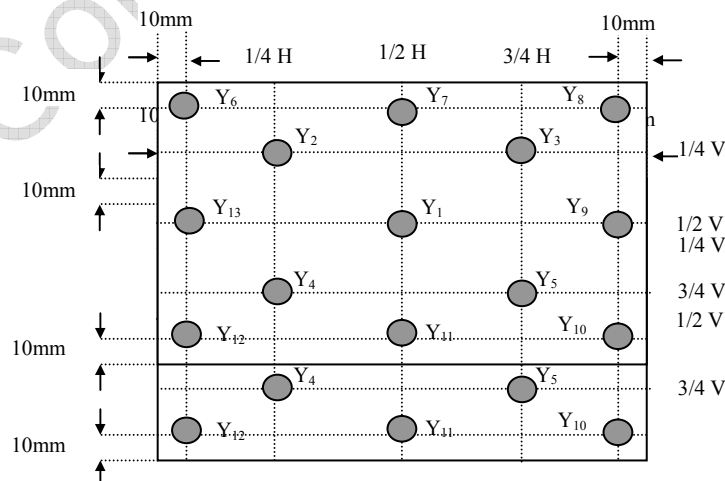 10mm 10mm
1/4 H 1/2 H 3/4 H
10mm Y6 Y7 Y8
Y2 Y3 1/4 V
10mm
Y13 Y1 Y9 1/2 V
1/4 V
Y4 Y5 3/4 V
1/2 V
10mm Y12 Y11 Y10
Y4 Y5 3/4 V
10mm Y12 Y11 Y10